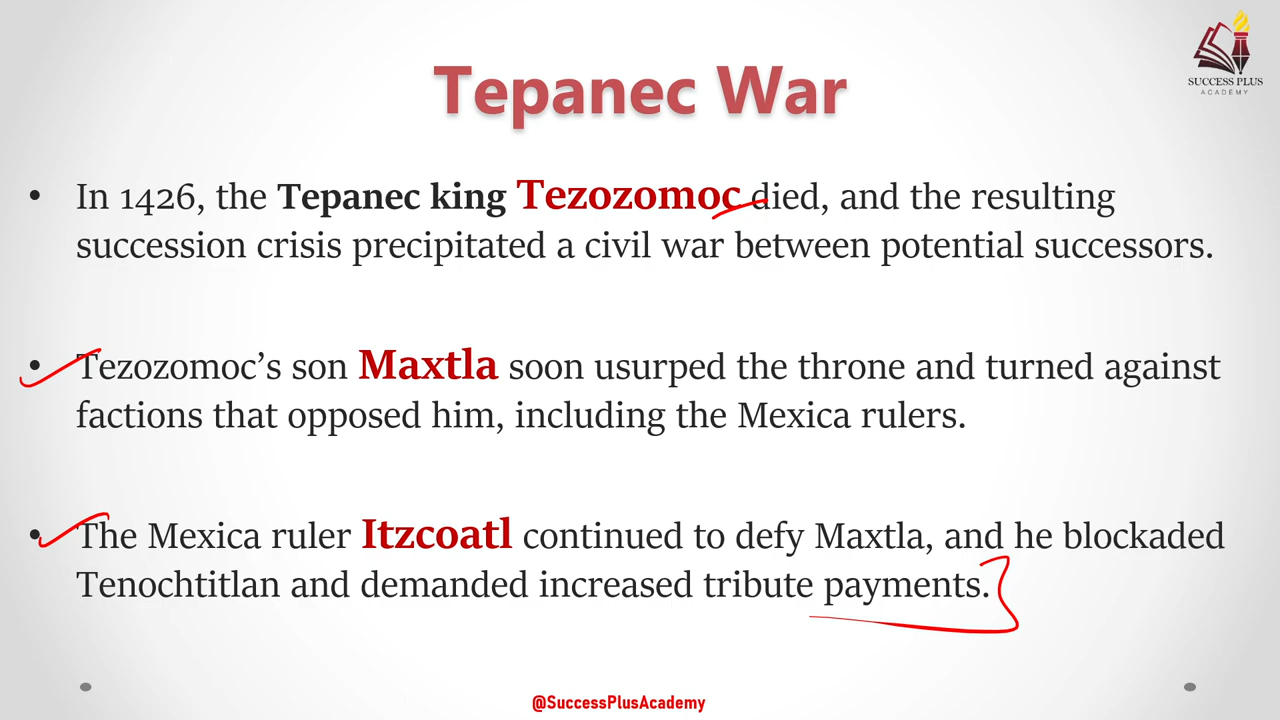 SUCCESS PLUS
ACADEMY
Tepanec War
• In 1426, the Tepanec king Tezozomoc died, and the resulting
succession crisis precipitated a civil war between potential successors.
• Tezozomoc’s son Maxtla soon usurped the throne and turned against
factions that opposed him, including the Mexica rulers.
• The Mexica ruler Itzcoatl continued to defy Maxtla, and he blockaded
Tenochtitlan and demanded increased tribute payments.
@SuccessPlusAcademy